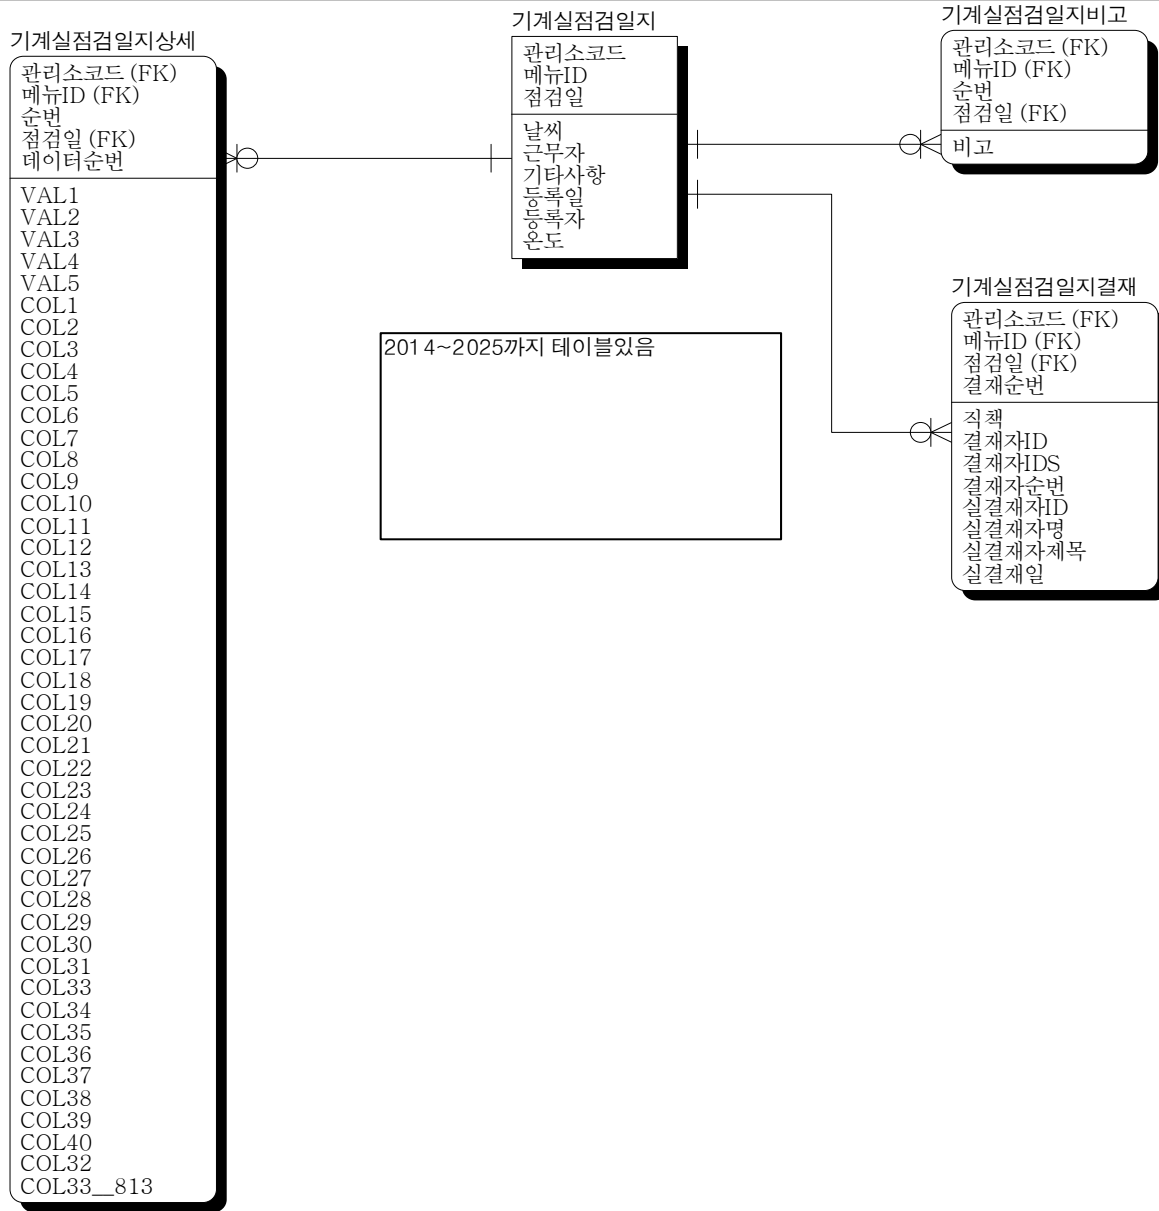 기계실점검일지상세
관리소코드 (FK)
메뉴ID (FK)
순번
점검일 (FK)
데이터순번
VAL1
VAL2
VAL3
VAL4
VAL5
COL1
COL2
COL3
COL4
COL5
COL6
COL7
COL8
COL9
COL10
COL11
COL12
COL13
COL14
COL15
COL16
COL17
COL18
COL19
COL20
COL21
COL22
COL23
COL24
COL25
COL26
COL27
COL28
COL29
COL30
COL31
COL33
COL34
COL35
COL36
COL37
COL38
COL39
COL40
COL32
COL33__813
기계실점검일지
관리소코드
메뉴ID
점검일
날씨
근무자
기타사항
등록일
등록자
온도
2014~2025까지 테이블있음
기계실점검일지비고
관리소코드 (FK)
메뉴ID (FK)
순번
점검일 (FK)
비고
기계실점검일지결재
관리소코드 (FK)
메뉴ID (FK)
점검일 (FK)
결재순번
직책
결재자ID
결재자IDS
결재자순번
실결재자ID
실결재자명
실결재자제목
실결재일